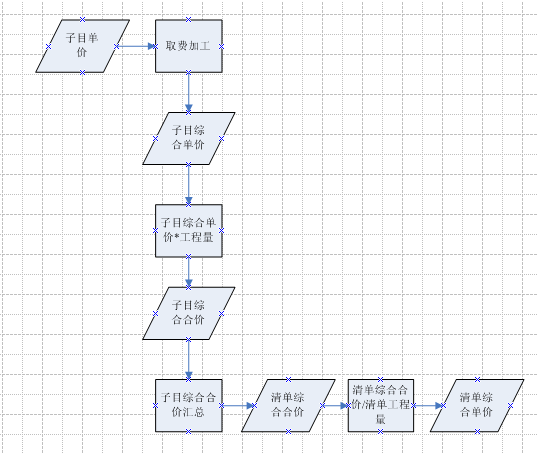 子目单
价
取费加工
子目综
合单价
子目综合单
价*工程量
子目综
合合价
子目综合合
价汇总
清单综
合合价
清单综合合
价/清单工程
量
清单综
合单价